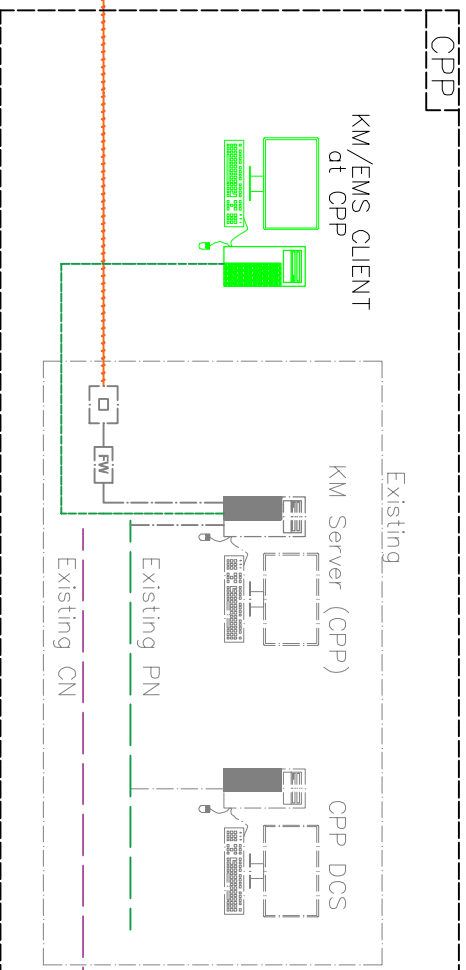 CPP
KM/EMS CLIENT
at CPP
Existing
KM Server (CPP)
CPP DCS
FW
Existing PN
Existing CN